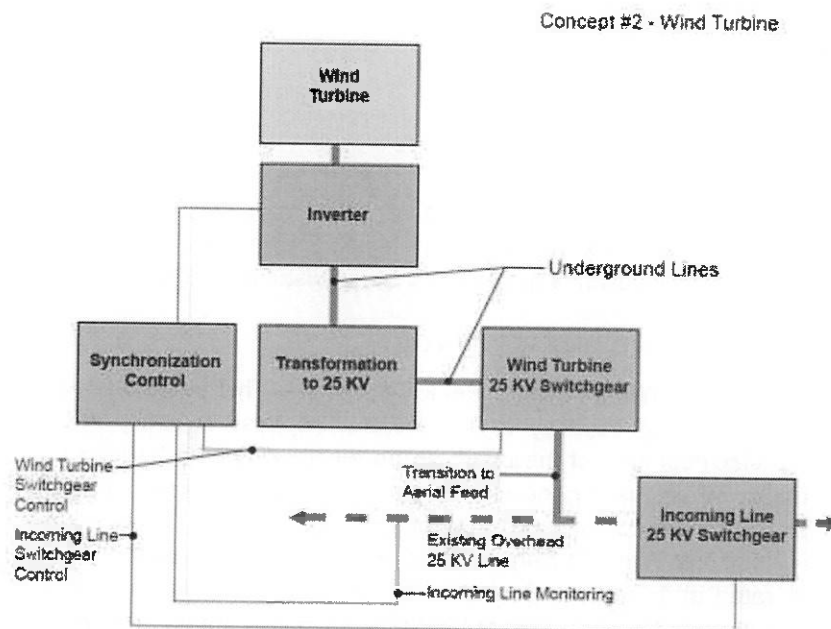 Concept #2 - Wind Turbine
Wind
Turbine
Inverter
Underground Lines
Synchronization
Control
Transformation
to 25 KV
Wind Turbine
25 KV Switchgear
Wind Turbine
Switchgear
Control
Transition to
Aerial Feed
Incoming Line
Switchgear
Control
Existing Overhead
25 KV Line
Incoming Line
25 KV Switchgear
Incoming Line Monitoring